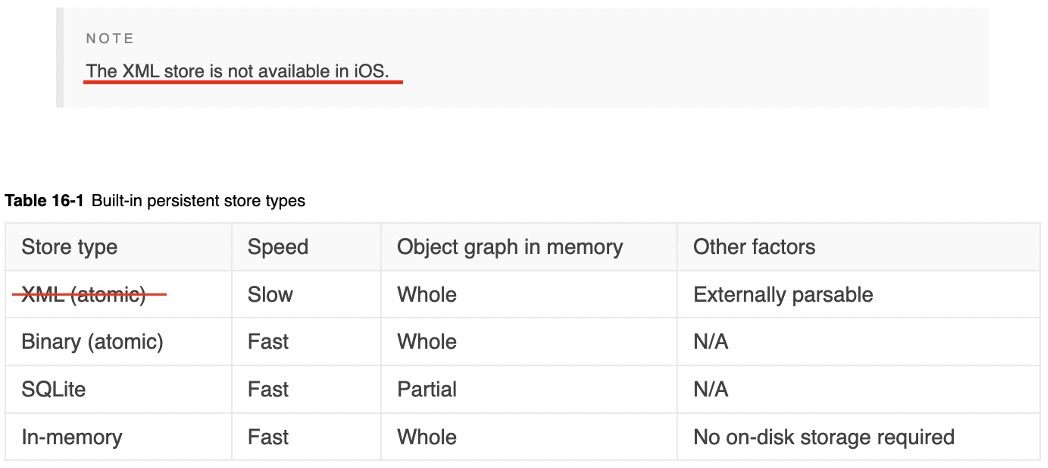 NOTE
The XML store is not available in iOS.
Table 16-1 Built-in persistent store types
Store type Speed Object graph in memory Other factors
XML (atomic) Slow Whole Externally parsable
Binary (atomic) Fast Whole N/A
SQLite Fast Partial N/A
In-memory Fast Whole No on-disk storage required